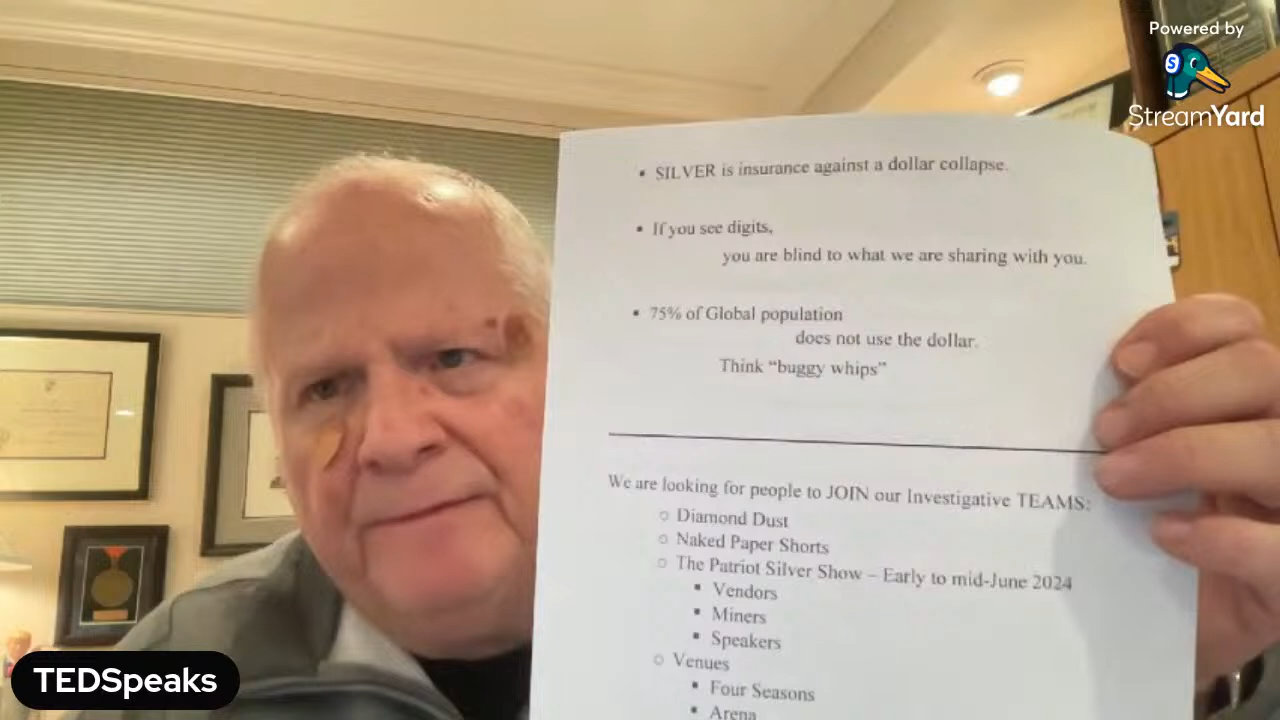 Powered by
StreamYard
▪ SILVER is insurance against a dollar collapse.
▪ If you see digits,
you are blind to what we are sharing with you.
▪ 75% of Global population
does not use the dollar.
Think “buggy whips”
We are looking for people to JOIN our Investigative TEAMS:
○ Diamond Dust
○ Naked Paper Shorts
○ The Patriot Silver Show – Early to mid-June 2024
▪ Vendors
▪ Miners
▪ Speakers
○ Venues
▪ Four Seasons
▪ Arena
TEDSpeaks